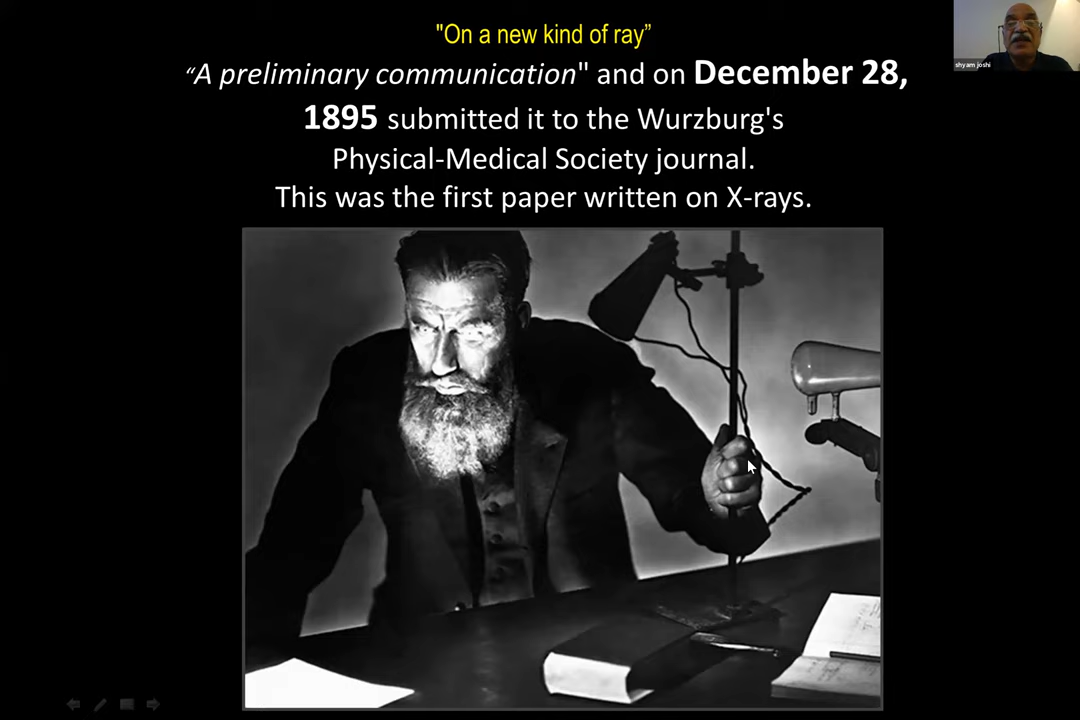 "On a new kind of ray”
“A preliminary communication" and on December 28,
1895 submitted it to the Wurzburg's
Physical-Medical Society journal.
This was the first paper written on X-rays.
shyam joshi